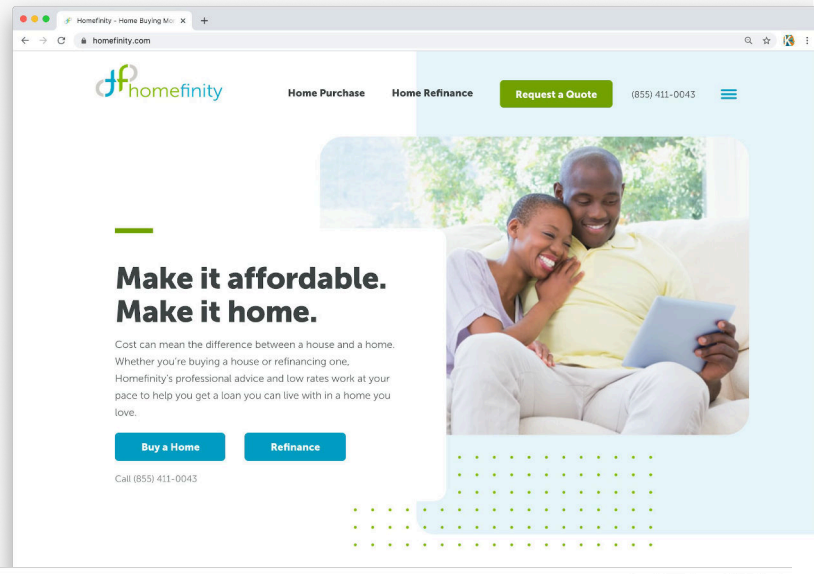 Homefinity - Home Buying Mo
homefinity.com
homefinity
Home Purchase
Home Refinance
Request a Quote
(855) 411-0043
Make it affordable.
Make it home.
Cost can mean the difference between a house and a home.
Whether you're buying a house or refinancing one,
Homefinity's professional advice and low rates work at your
pace to help you get a loan you can live with in a home you
love.
Buy a Home
Refinance
Call (855) 411-0043